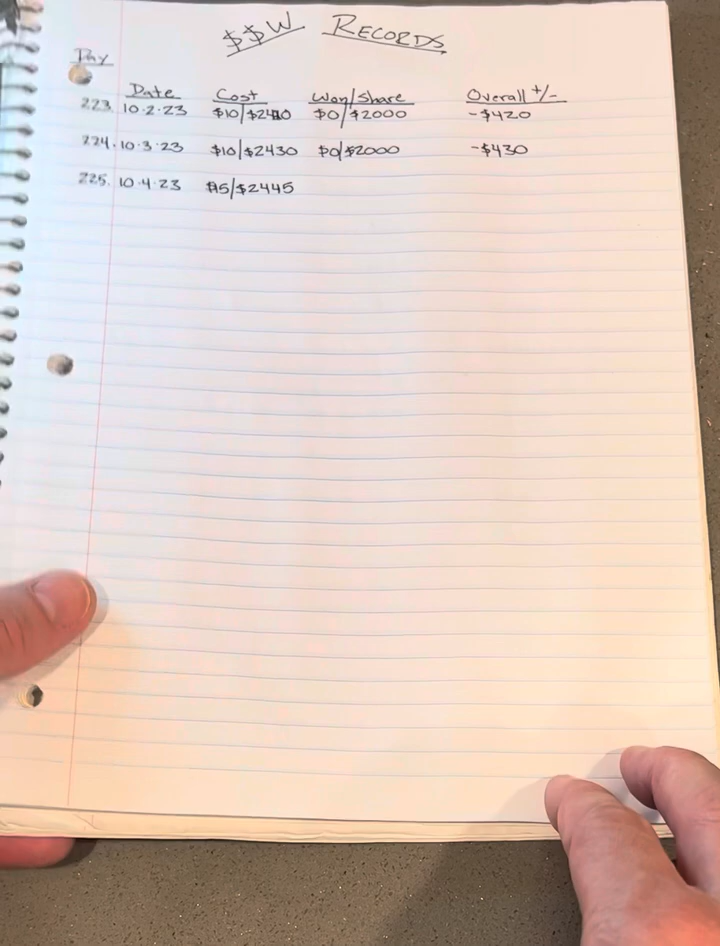 $$W RECORDS
Day
Date Cost Won/Share Overall +/-
223. 10-2-23 $10/$2420 $0/$2000 -$420
224. 10-3-23 $10/$2430 $0/$2000 -$430
225. 10-4-23 $15/$2445